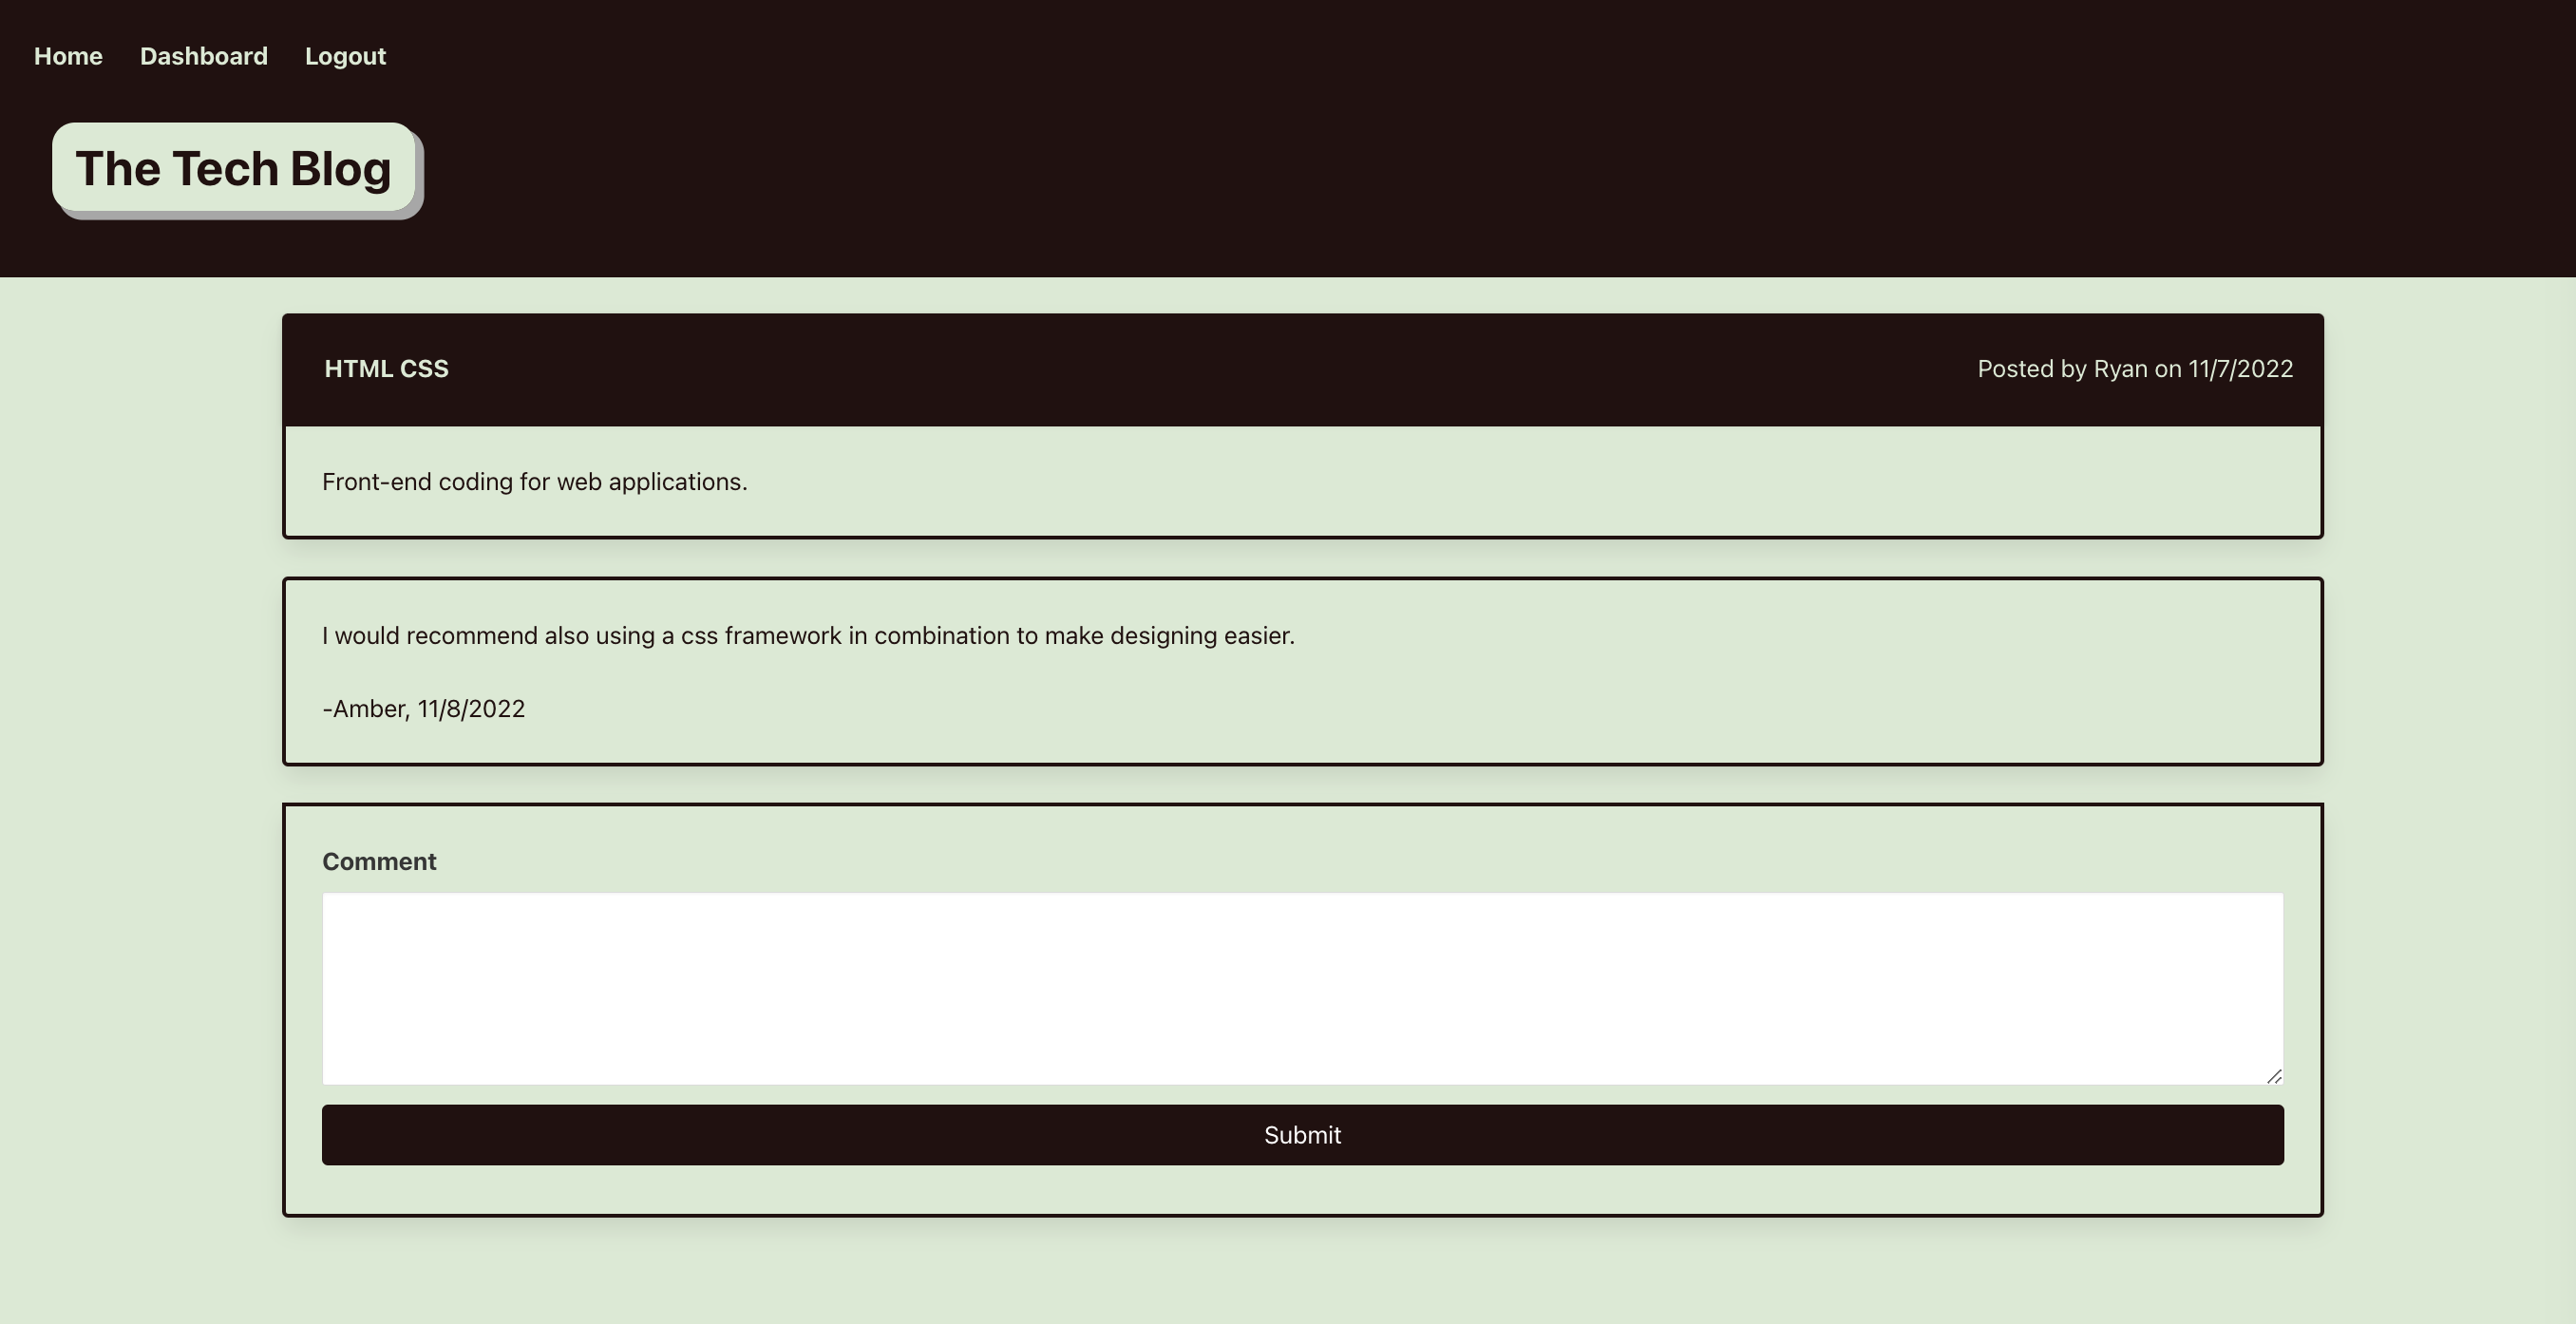 Home Dashboard Logout
The Tech Blog
HTML CSS Posted by Ryan on 11/7/2022
Front-end coding for web applications.
I would recommend also using a css framework in combination to make designing easier.
-Amber, 11/8/2022
Comment
Submit